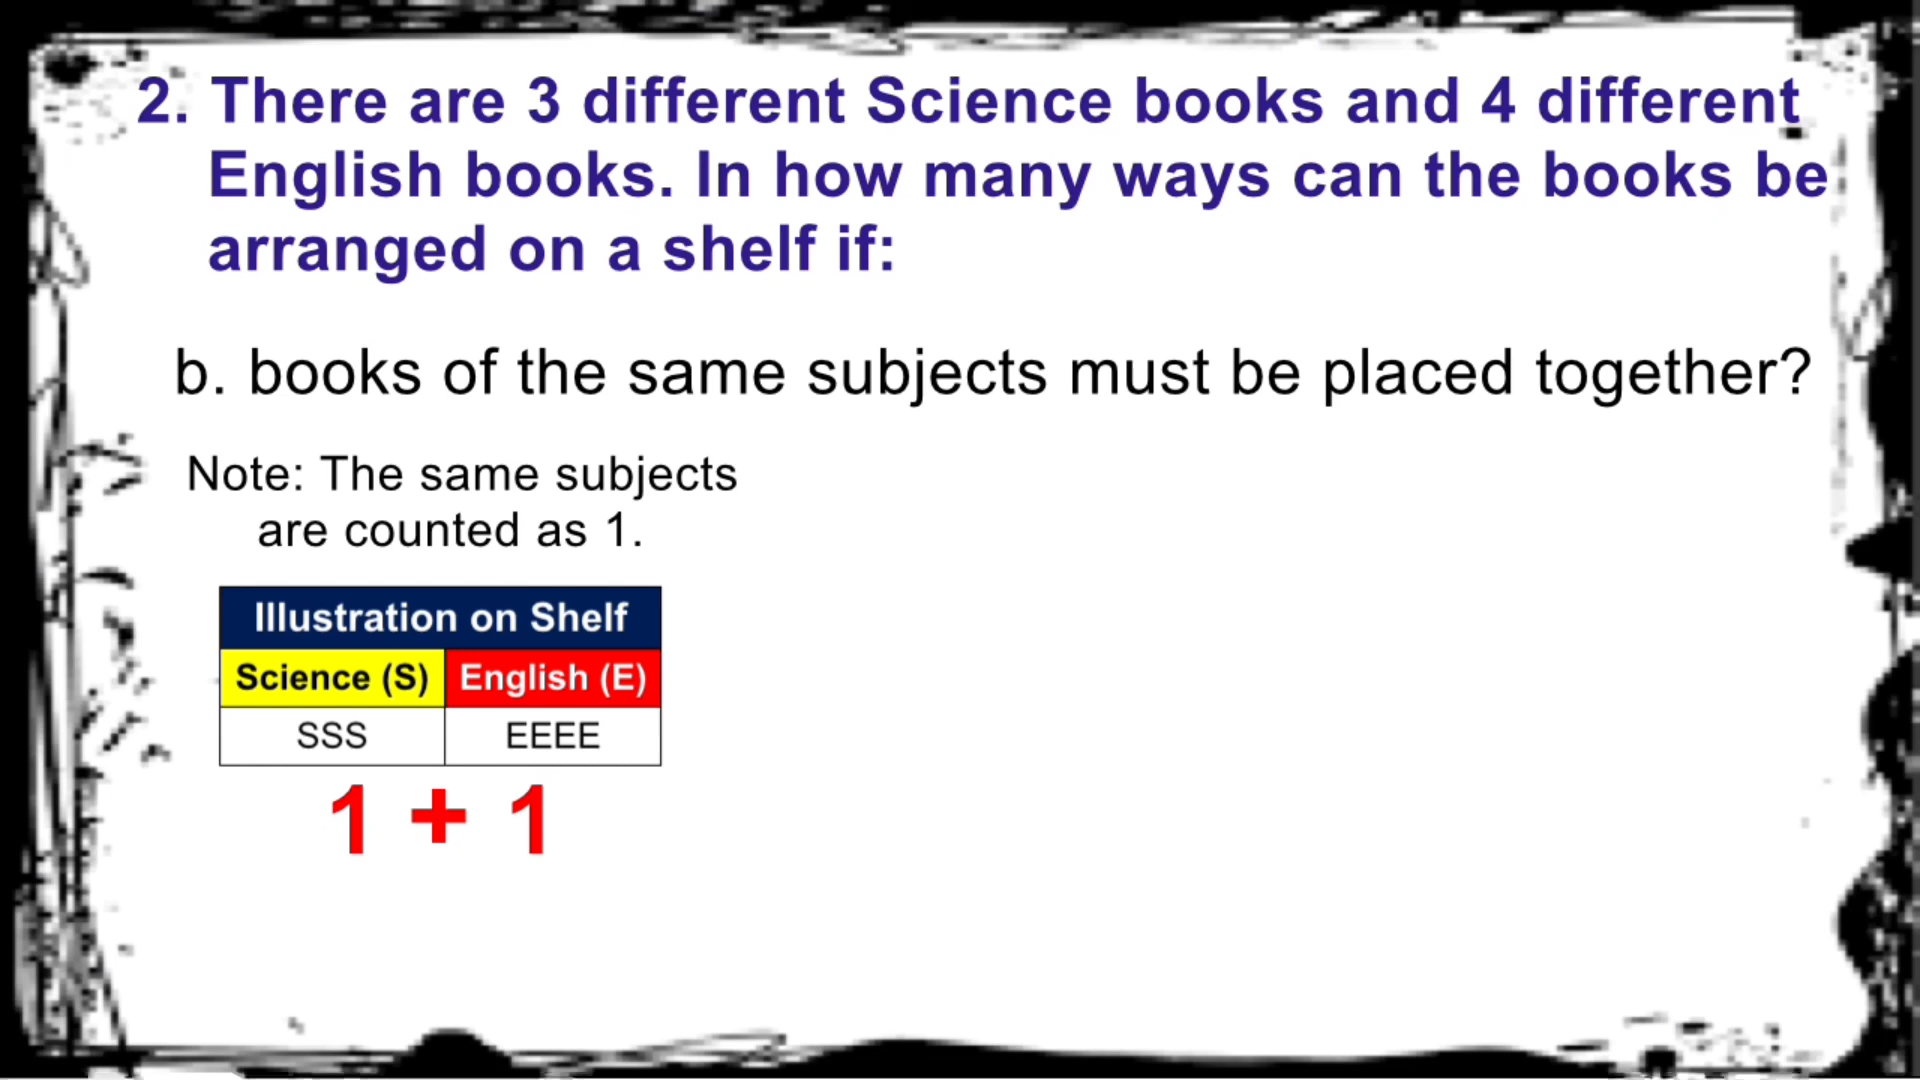 2. There are 3 different Science books and 4 different
English books. In how many ways can the books be
arranged on a shelf if:
b. books of the same subjects must be placed together?
Note: The same subjects
are counted as 1.
Illustration on Shelf
Science (S) English (E)
SSS EEEE
1 + 1